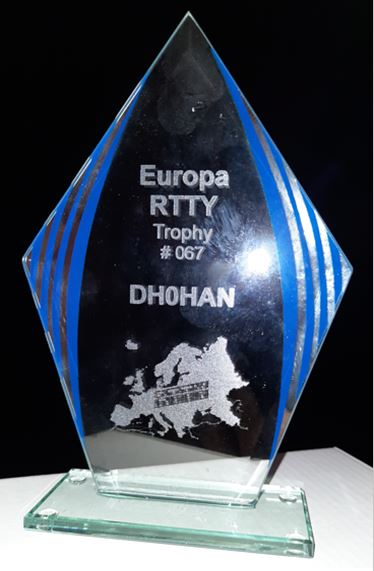 Europa
RTTY
Trophy
# 067
DH0HAN